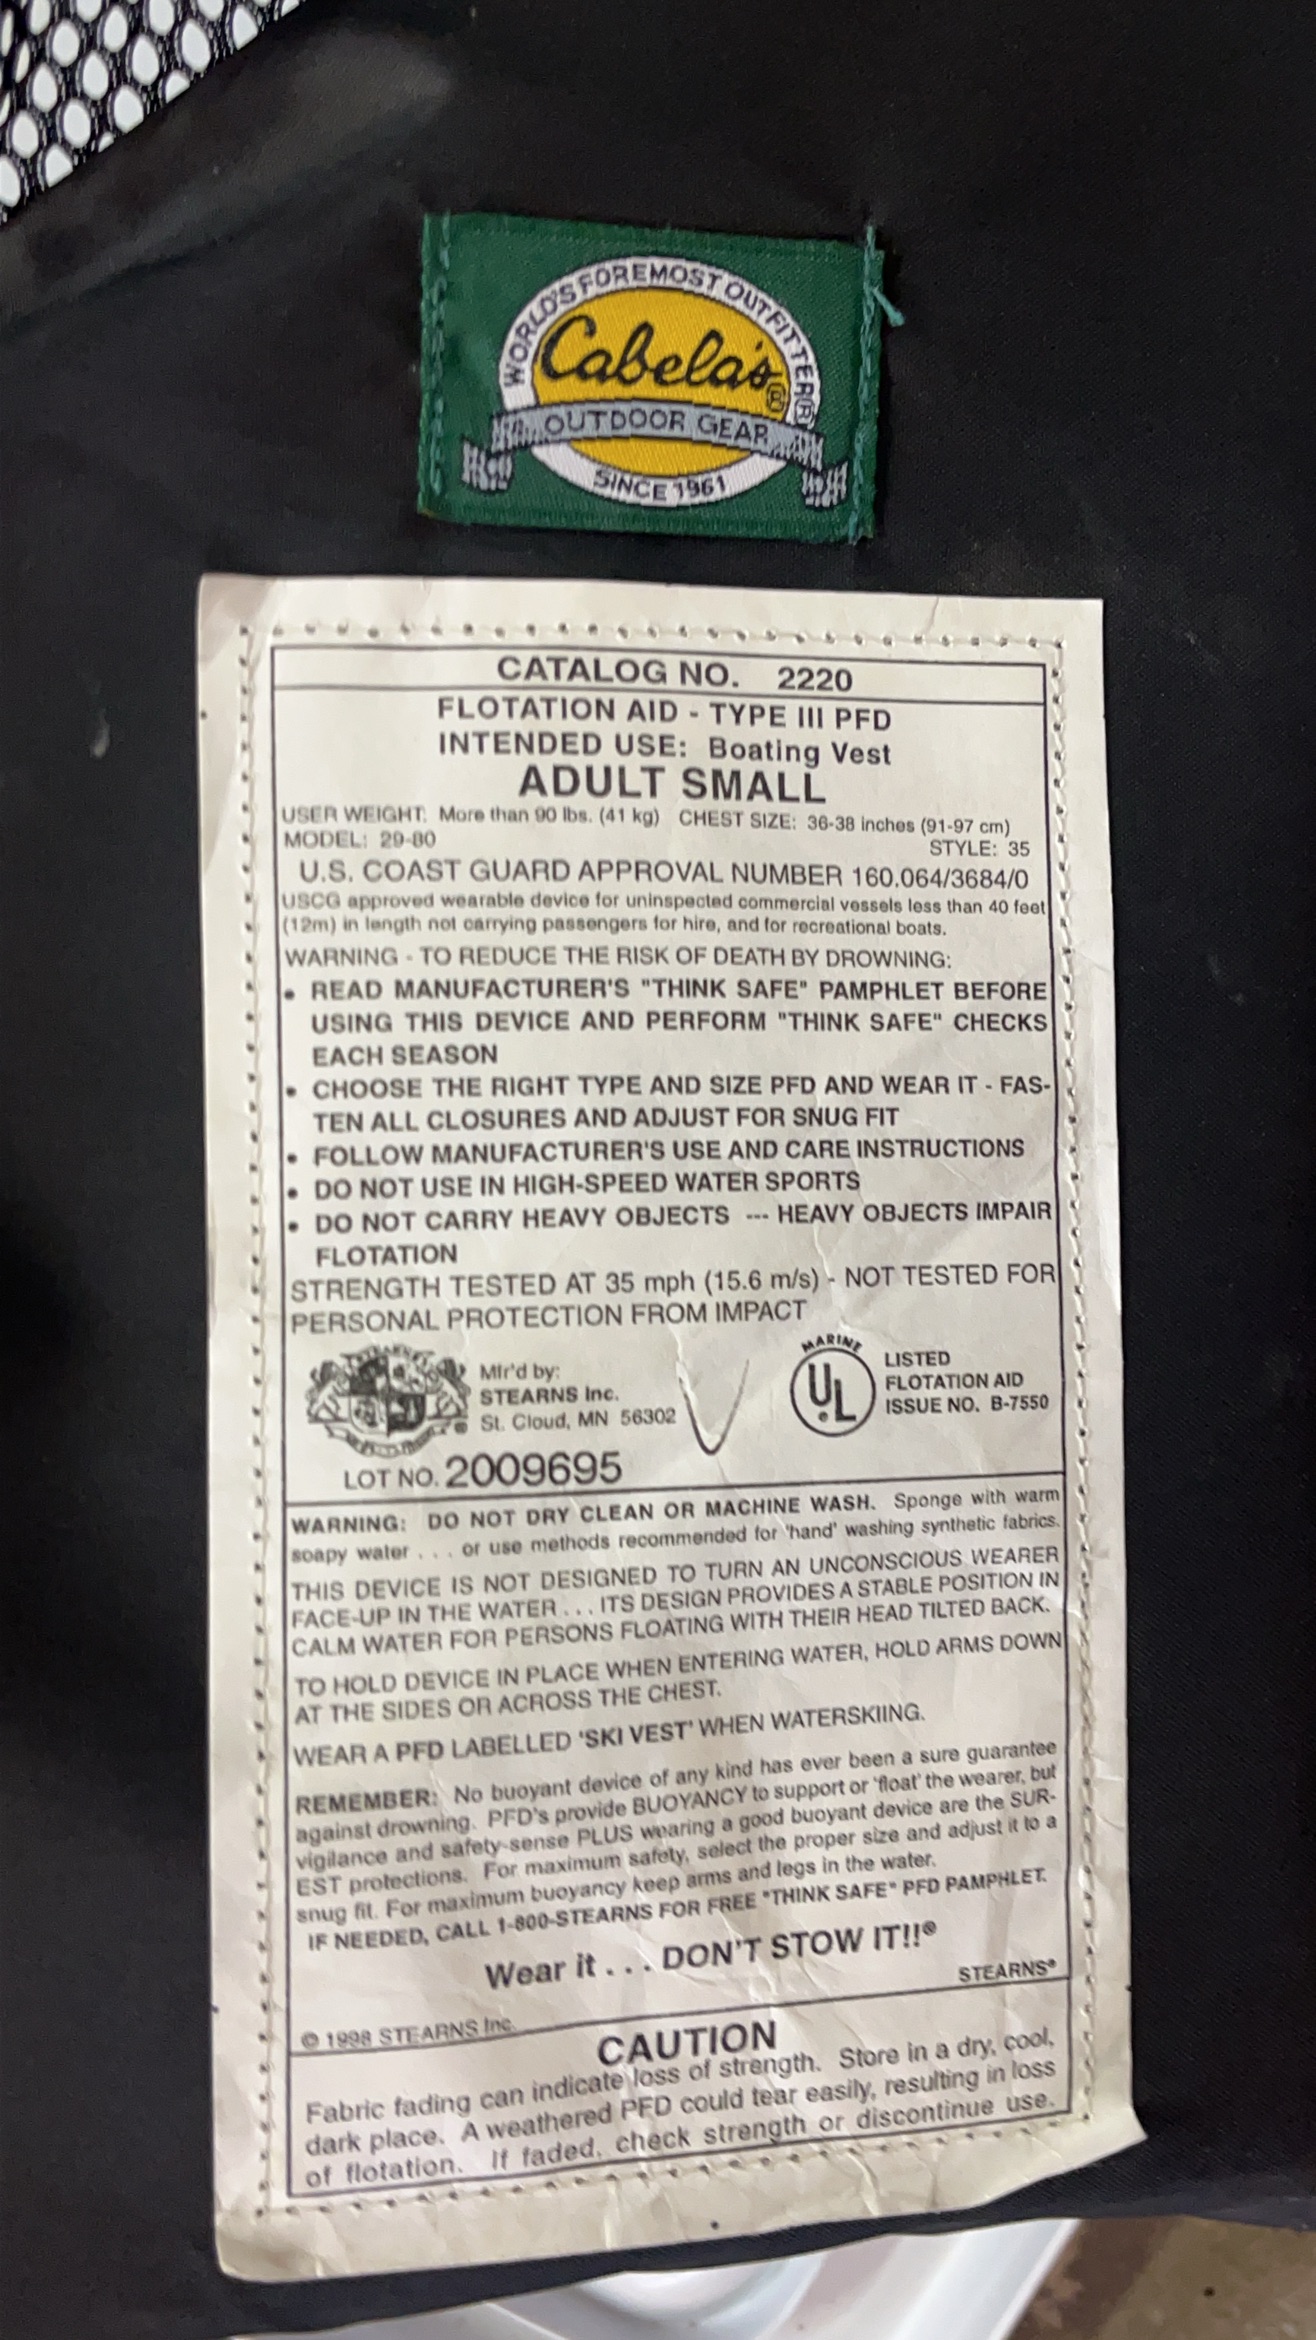 WORLD'S FOREMOST OUTFITTER®
Cabela's®
OUTDOOR GEAR
SINCE 1961
CATALOG NO. 2220
FLOTATION AID - TYPE III PFD
INTENDED USE: Boating Vest
ADULT SMALL
USER WEIGHT: More than 90 lbs. (41 kg) CHEST SIZE: 36-38 inches (91-97 cm)
MODEL: 29-80 STYLE: 35
U.S. COAST GUARD APPROVAL NUMBER 160.064/3684/0
USCG approved wearable device for uninspected commercial vessels less than 40 feet
(12m) in length not carrying passengers for hire, and for recreational boats.
WARNING - TO REDUCE THE RISK OF DEATH BY DROWNING:
• READ MANUFACTURER'S "THINK SAFE" PAMPHLET BEFORE
USING THIS DEVICE AND PERFORM "THINK SAFE" CHECKS
EACH SEASON
• CHOOSE THE RIGHT TYPE AND SIZE PFD AND WEAR IT - FAS-
TEN ALL CLOSURES AND ADJUST FOR SNUG FIT
• FOLLOW MANUFACTURER'S USE AND CARE INSTRUCTIONS
• DO NOT USE IN HIGH-SPEED WATER SPORTS
• DO NOT CARRY HEAVY OBJECTS --- HEAVY OBJECTS IMPAIR
FLOTATION
STRENGTH TESTED AT 35 mph (15.6 m/s) - NOT TESTED FOR
PERSONAL PROTECTION FROM IMPACT
Mfr'd by:
STEARNS Inc.
St. Cloud, MN 56302
MARINE
UL
LISTED
FLOTATION AID
ISSUE NO. B-7550
LOT NO. 2009695
WARNING: DO NOT DRY CLEAN OR MACHINE WASH. Sponge with warm
soapy water . . . or use methods recommended for 'hand' washing synthetic fabrics.
THIS DEVICE IS NOT DESIGNED TO TURN AN UNCONSCIOUS WEARER
FACE-UP IN THE WATER . . . ITS DESIGN PROVIDES A STABLE POSITION IN
CALM WATER FOR PERSONS FLOATING WITH THEIR HEAD TILTED BACK.
TO HOLD DEVICE IN PLACE WHEN ENTERING WATER, HOLD ARMS DOWN
AT THE SIDES OR ACROSS THE CHEST.
WEAR A PFD LABELLED 'SKI VEST' WHEN WATERSKIING.
REMEMBER: No buoyant device of any kind has ever been a sure guarantee
against drowning. PFD's provide BUOYANCY to support or 'float' the wearer, but
vigilance and safety-sense PLUS wearing a good buoyant device are the SUR-
EST protections. For maximum safety, select the proper size and adjust it to a
snug fit. For maximum buoyancy keep arms and legs in the water.
IF NEEDED, CALL 1-800-STEARNS FOR FREE "THINK SAFE" PFD PAMPHLET.
Wear it . . . DON'T STOW IT!!®
STEARNS®
© 1998 STEARNS Inc.
CAUTION
Fabric fading can indicate loss of strength. Store in a dry, cool,
dark place. A weathered PFD could tear easily, resulting in loss
of flotation. If faded, check strength or discontinue use.